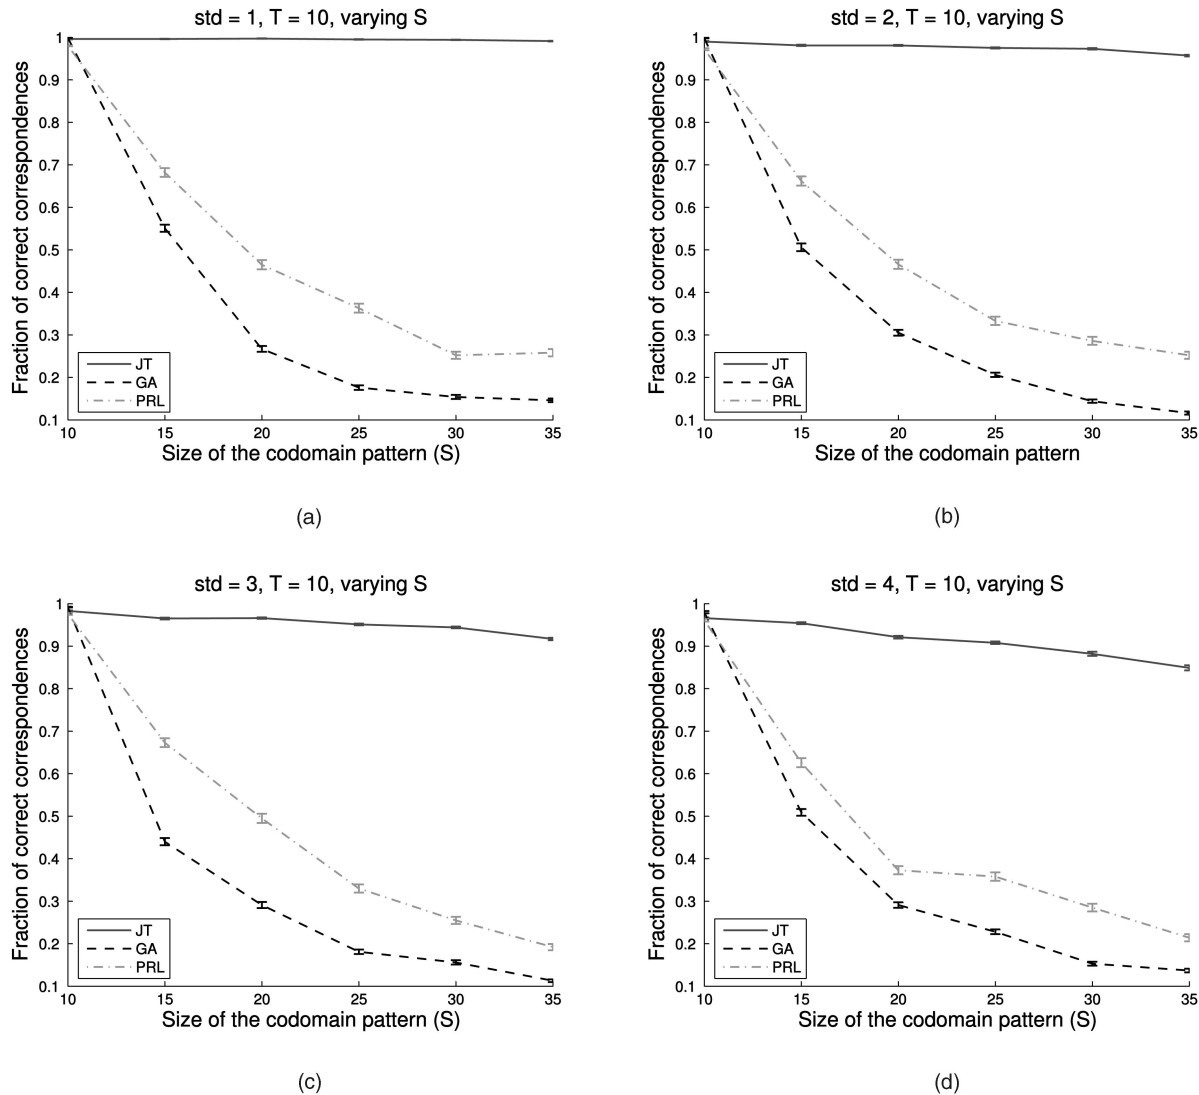 std = 1, T = 10, varying S
Fraction of correct correspondences
1
0.9
0.8
0.7
0.6
0.5
0.4
0.3
0.2
0.1
JT
GA
PRL
10 15 20 25 30 35
Size of the codomain pattern (S)
(a)
std = 2, T = 10, varying S
Fraction of correct correspondences
1
0.9
0.8
0.7
0.6
0.5
0.4
0.3
0.2
0.1
JT
GA
PRL
10 15 20 25 30 35
Size of the codomain pattern
(b)
std = 3, T = 10, varying S
Fraction of correct correspondences
1
0.9
0.8
0.7
0.6
0.5
0.4
0.3
0.2
0.1
JT
GA
PRL
10 15 20 25 30 35
Size of the codomain pattern (S)
(c)
std = 4, T = 10, varying S
Fraction of correct correspondences
1
0.9
0.8
0.7
0.6
0.5
0.4
0.3
0.2
0.1
JT
GA
PRL
10 15 20 25 30 35
Size of the codomain pattern (S)
(d)